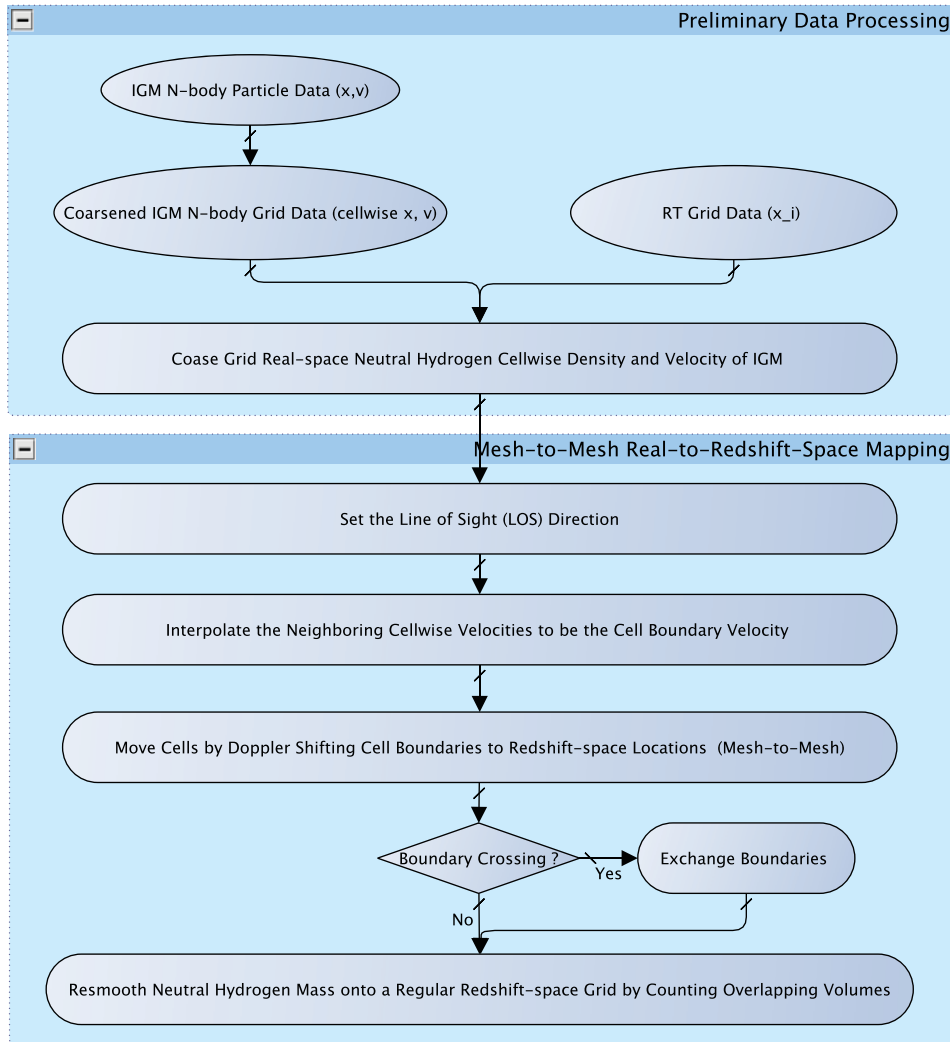 Preliminary Data Processing
IGM N-body Particle Data (x,v)
Coarsened IGM N-body Grid Data (cellwise x, v)
RT Grid Data (x_i)
Coase Grid Real-space Neutral Hydrogen Cellwise Density and Velocity of IGM
Mesh-to-Mesh Real-to-Redshift-Space Mapping
Set the Line of Sight (LOS) Direction
Interpolate the Neighboring Cellwise Velocities to be the Cell Boundary Velocity
Move Cells by Doppler Shifting Cell Boundaries to Redshift-space Locations (Mesh-to-Mesh)
Boundary Crossing ?
Yes
Exchange Boundaries
No
Resmooth Neutral Hydrogen Mass onto a Regular Redshift-space Grid by Counting Overlapping Volumes